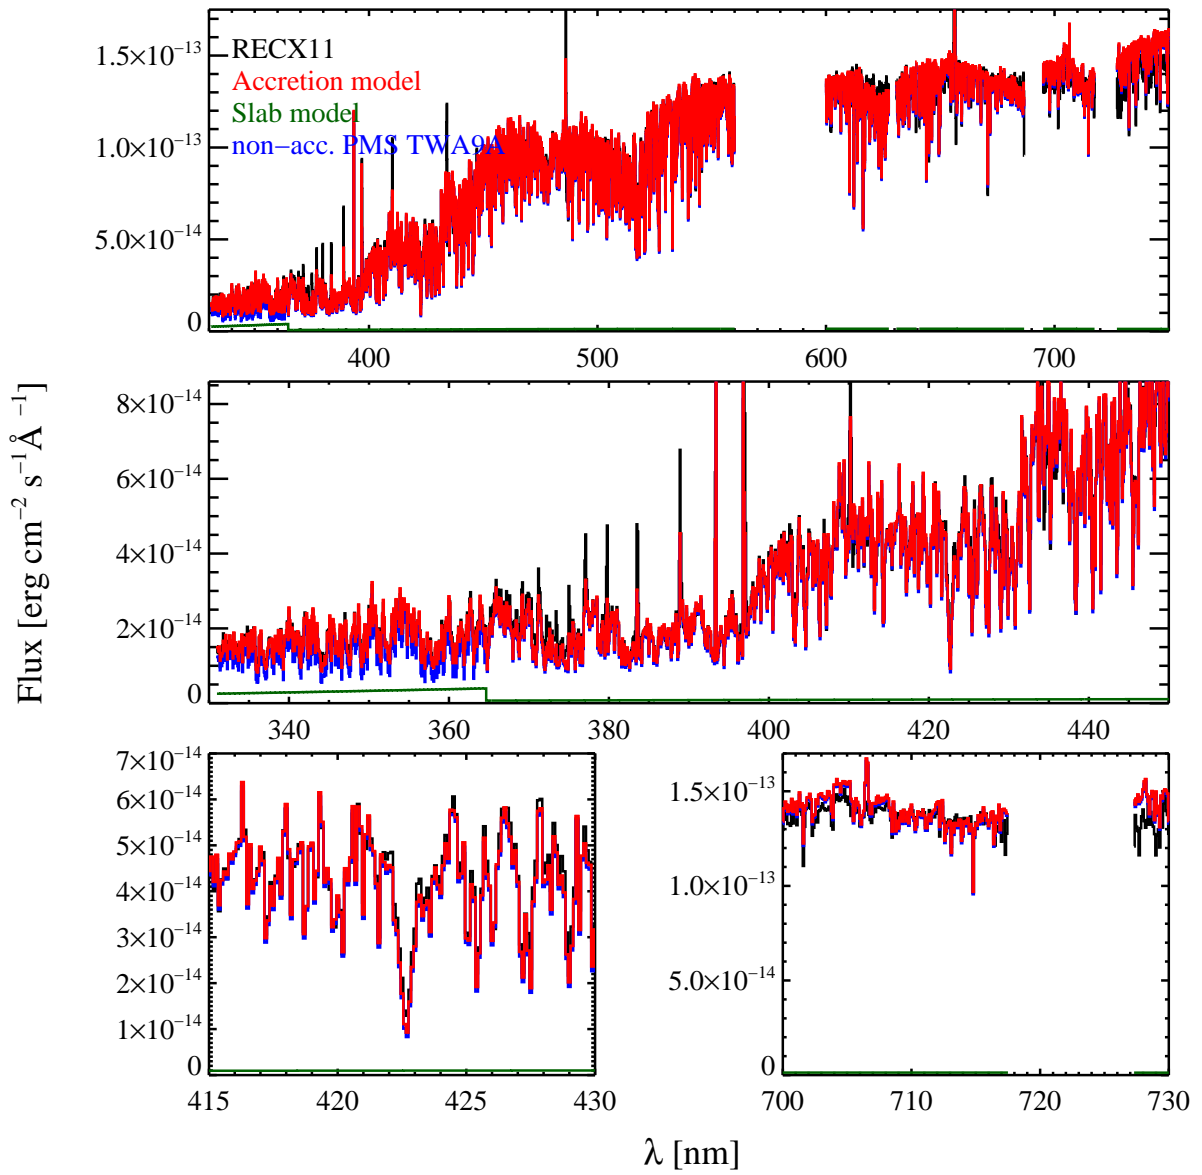 RECX11
Accretion model
Slab model
non−acc. PMS TWA9A
1.5×10−13
1.0×10−13
5.0×10−14
0
400 500 600 700
8×10−14
6×10−14
4×10−14
2×10−14
0
340 360 380 400 420 440
Flux [erg cm−2 s−1Å −1]
7×10−14
6×10−14
5×10−14
4×10−14
3×10−14
2×10−14
1×10−14
0
415 420 425 430
1.5×10−13
1.0×10−13
5.0×10−14
0
700 710 720 730
λ [nm]